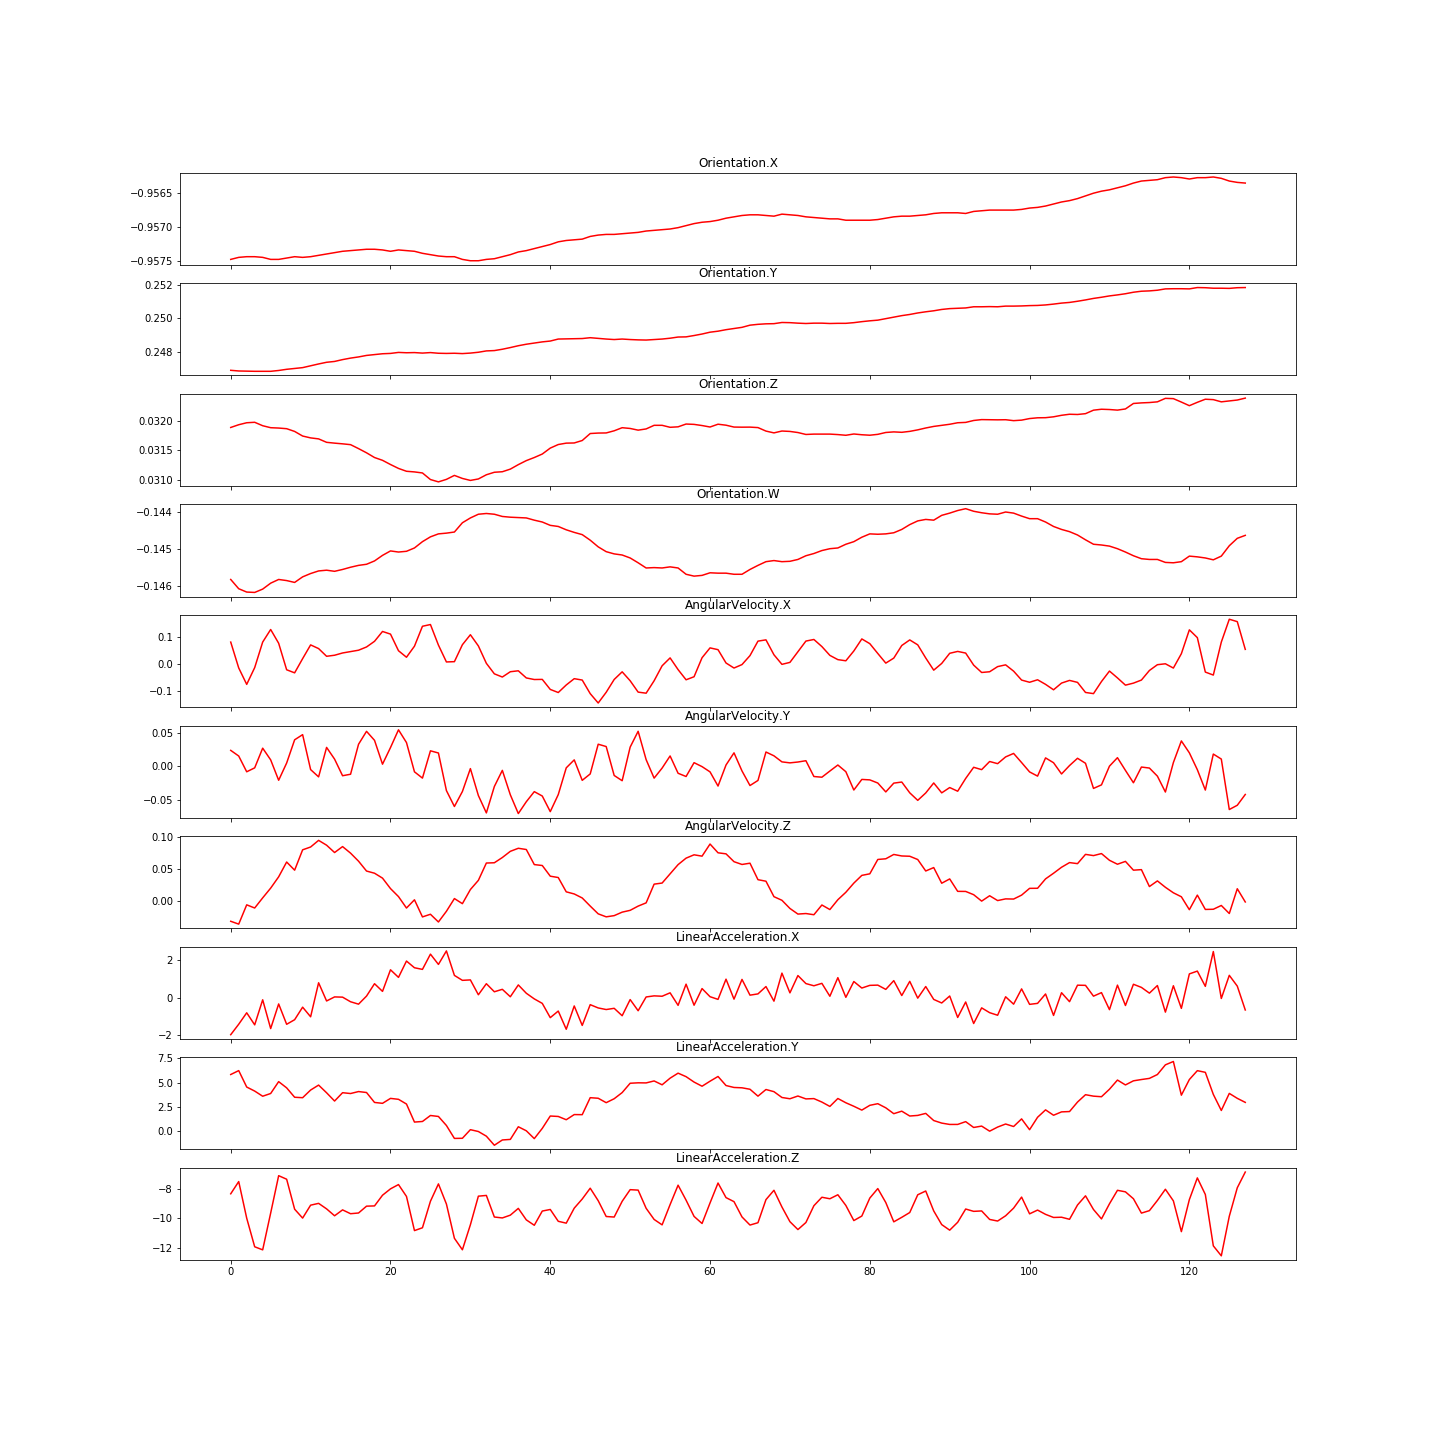 Orientation.X
−0.9565
−0.9570
−0.9575
Orientation.Y
0.252
0.250
0.248
Orientation.Z
0.0320
0.0315
0.0310
Orientation.W
−0.144
−0.145
−0.146
AngularVelocity.X
0.1
0.0
−0.1
AngularVelocity.Y
0.05
0.00
−0.05
AngularVelocity.Z
0.10
0.05
0.00
LinearAcceleration.X
2
0
−2
LinearAcceleration.Y
7.5
5.0
2.5
0.0
LinearAcceleration.Z
−8
−10
−12
0 20 40 60 80 100 120